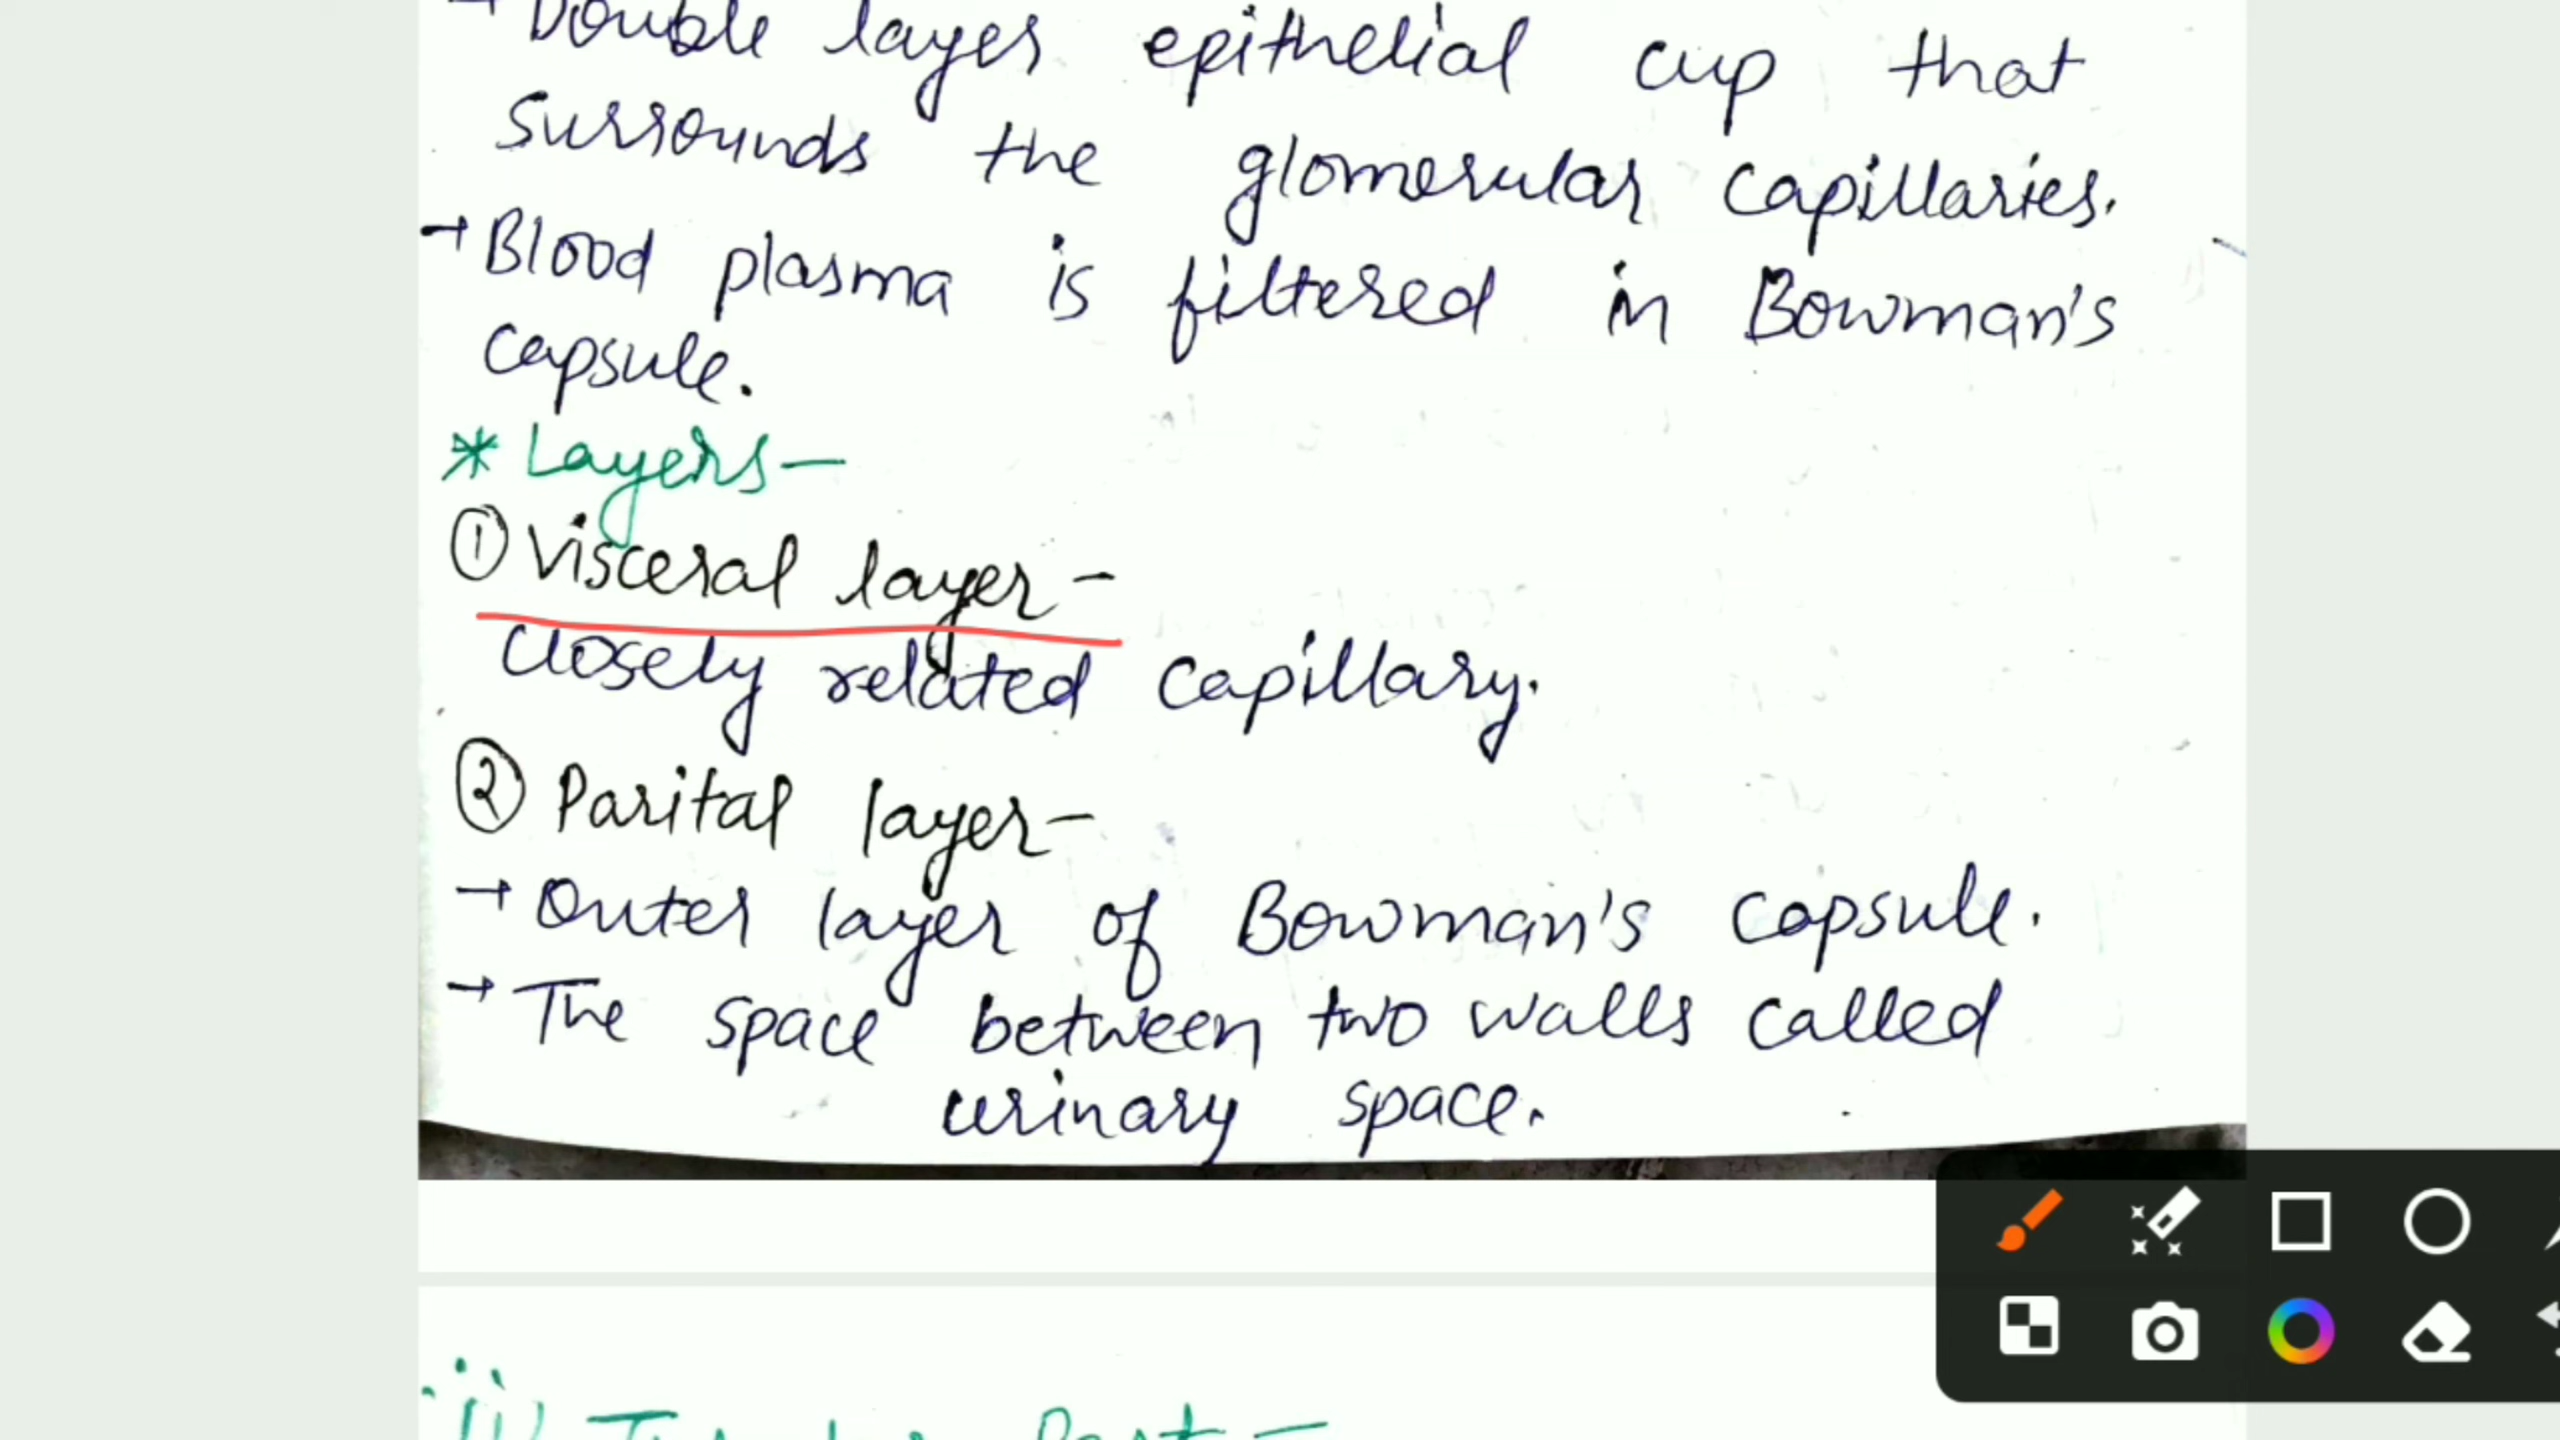 → Double layer epithelial cup that
surrounds the glomerular capillaries.
→ Blood plasma is filtered in Bowman's
capsule.
* Layers—
① Visceral layer-
closely related capillary.
② Parital layer-
→ Outer layer of Bowman's capsule.
→ The space between two walls called
urinary space.